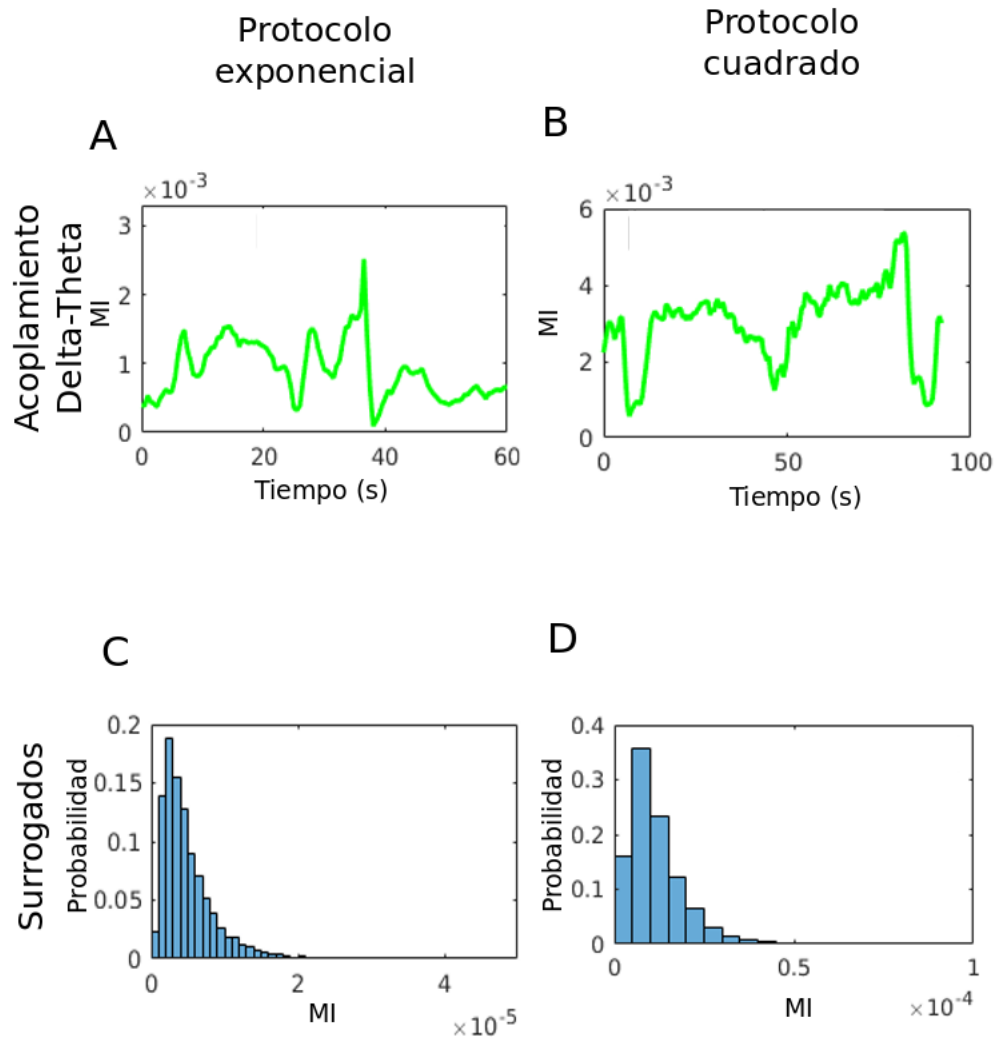 Protocolo
exponencial
Protocolo
cuadrado
A
B
Acoplamiento
Delta-Theta
×10⁻³
3
2
1
0
MI
0 20 40 60
Tiempo (s)
×10⁻³
6
4
2
0
MI
0 50 100
Tiempo (s)
C
D
Surrogados
0.2
0.15
0.1
0.05
0
Probabilidad
0 2 4
MI
×10⁻⁵
0.4
0.3
0.2
0.1
0
Probabilidad
0 0.5 1
MI
×10⁻⁴